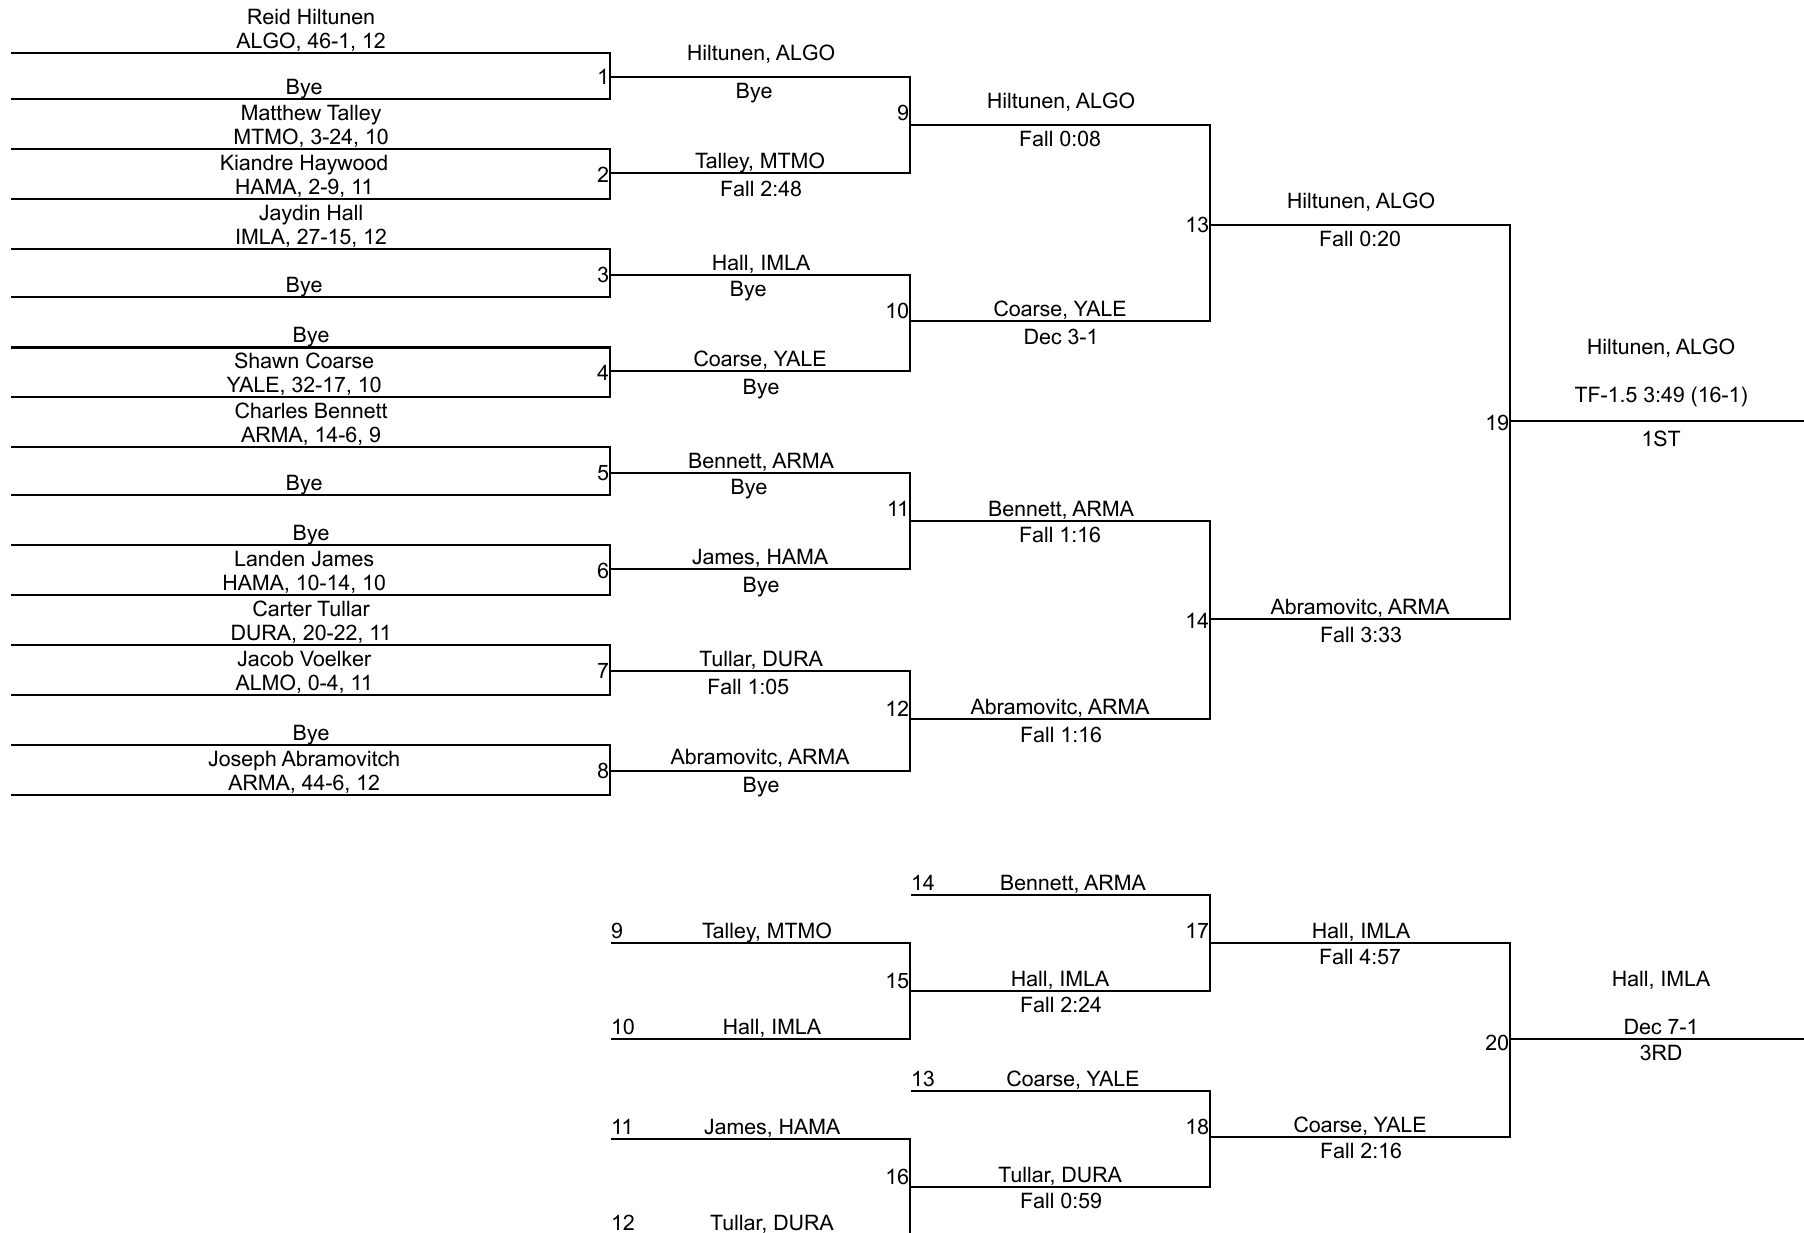 Reid Hiltunen
ALGO, 46-1, 12
Bye
Matthew Talley
MTMO, 3-24, 10
Kiandre Haywood
HAMA, 2-9, 11
Jaydin Hall
IMLA, 27-15, 12
Bye
Bye
Shawn Coarse
YALE, 32-17, 10
Charles Bennett
ARMA, 14-6, 9
Bye
Bye
Landen James
HAMA, 10-14, 10
Carter Tullar
DURA, 20-22, 11
Jacob Voelker
ALMO, 0-4, 11
Bye
Joseph Abramovitch
ARMA, 44-6, 12
1
2
3
4
5
6
7
8
Hiltunen, ALGO
Bye
Talley, MTMO
Fall 2:48
Hall, IMLA
Bye
Coarse, YALE
Bye
Bennett, ARMA
Bye
James, HAMA
Bye
Tullar, DURA
Fall 1:05
Abramovitc, ARMA
Bye
9
10
11
12
Hiltunen, ALGO
Fall 0:08
Coarse, YALE
Dec 3-1
Bennett, ARMA
Fall 1:16
Abramovitc, ARMA
Fall 1:16
13
14
Hiltunen, ALGO
Fall 0:20
Abramovitc, ARMA
Fall 3:33
19
Hiltunen, ALGO
TF-1.5 3:49 (16-1)
1ST
9 Talley, MTMO
10 Hall, IMLA
11 James, HAMA
12 Tullar, DURA
15
16
14 Bennett, ARMA
Hall, IMLA
Fall 2:24
13 Coarse, YALE
Tullar, DURA
Fall 0:59
17
18
Hall, IMLA
Fall 4:57
Coarse, YALE
Fall 2:16
20
Hall, IMLA
Dec 7-1
3RD